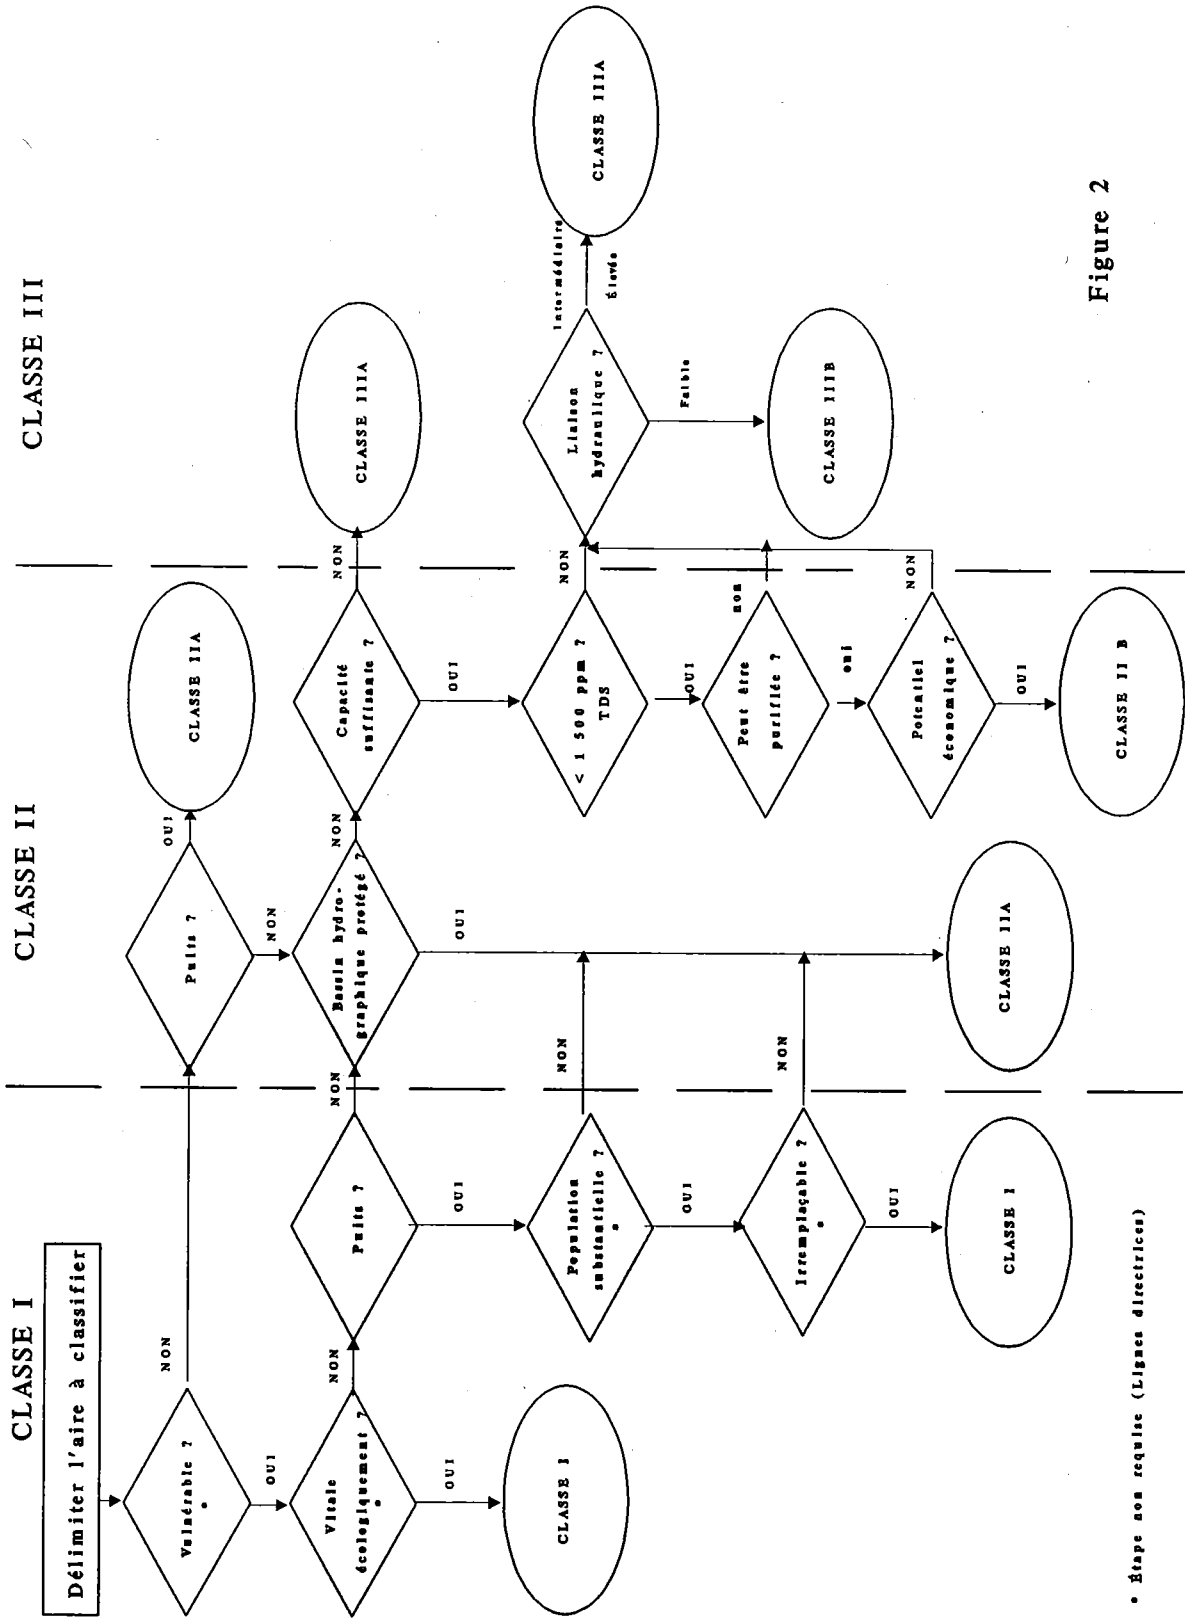 CLASSE I
CLASSE II
CLASSE III
Délimiter l'aire à classifier
Vulnérable ?
*
NON
OUI
Vitale
écologiquement ?
*
OUI
CLASSE I
NON
Puits ?
NON
OUI
Population
substantielle ?
*
NON
OUI
Irremplaçable ?
*
NON
OUI
CLASSE I
Puits ?
OUI
CLASSE IIA
NON
Bassin hydro-
graphique protégé ?
OUI
CLASSE IIA
NON
Capacité
suffisante ?
NON
CLASSE IIIA
OUI
< 1 500 ppm ?
TDS
NON
OUI
Peut être
purifiée ?
non
oui
Potentiel
économique ?
NON
OUI
CLASSE II B
Liaison
hydraulique ?
Intermédiaire
Élevée
CLASSE IIIA
Faible
CLASSE IIIB
* Étape non requise (Lignes directrices)
Figure 2